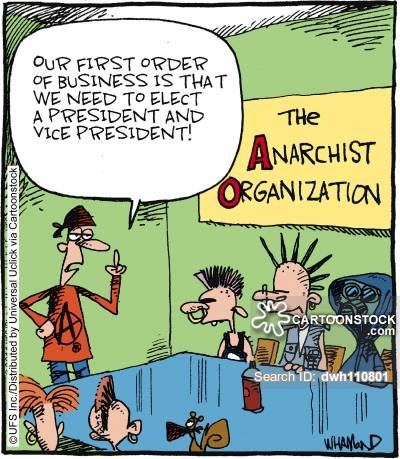 OUR FIRST ORDER
OF BUSINESS IS THAT
WE NEED TO ELECT
A PRESIDENT AND
VICE PRESIDENT!
The
ANARCHIST
ORGANIZATION
A
CARTOONSTOCK
.com
Search ID: dwh110801
WHAMOND
©UFS Inc./Distributed by Universal Uclick via Cartoonstock